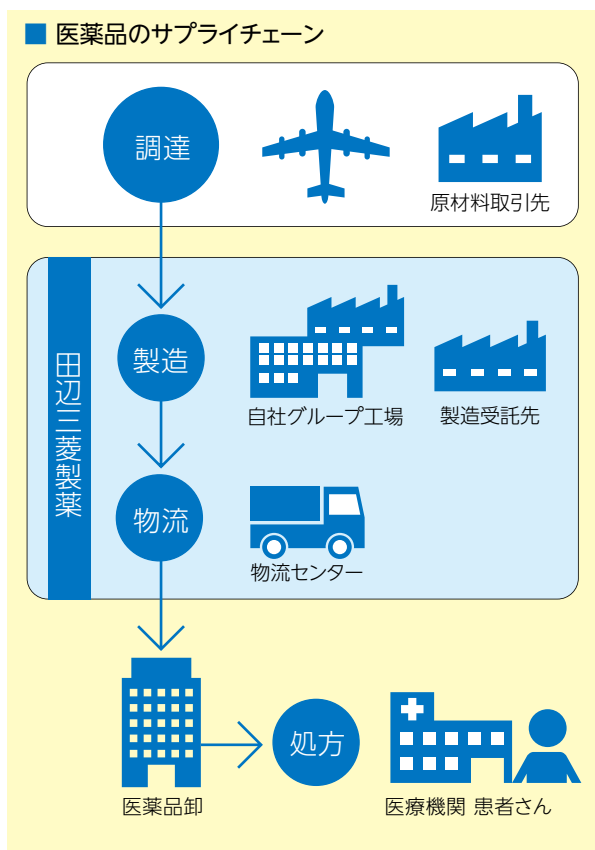 医薬品のサプライチェーン
調達
原材料取引先
田辺三菱製薬
製造
自社グループ工場
製造受託先
物流
物流センター
医薬品卸
処方
医療機関 患者さん